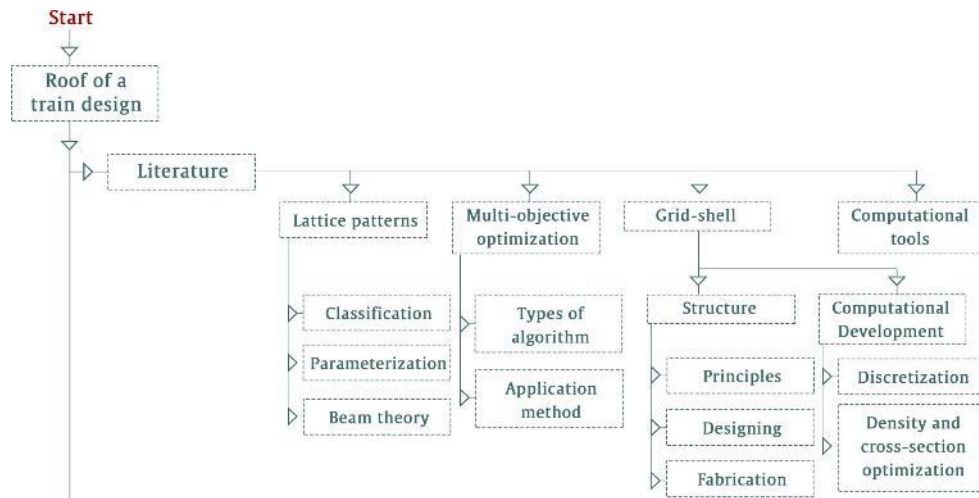 Start
Roof of a
train design
Literature
Lattice patterns
Multi-objective
optimization
Grid-shell
Computational
tools
Classification
Parameterization
Beam theory
Types of
algorithm
Application
method
Structure
Computational
Development
Principles
Designing
Fabrication
Discretization
Density and
cross-section
optimization